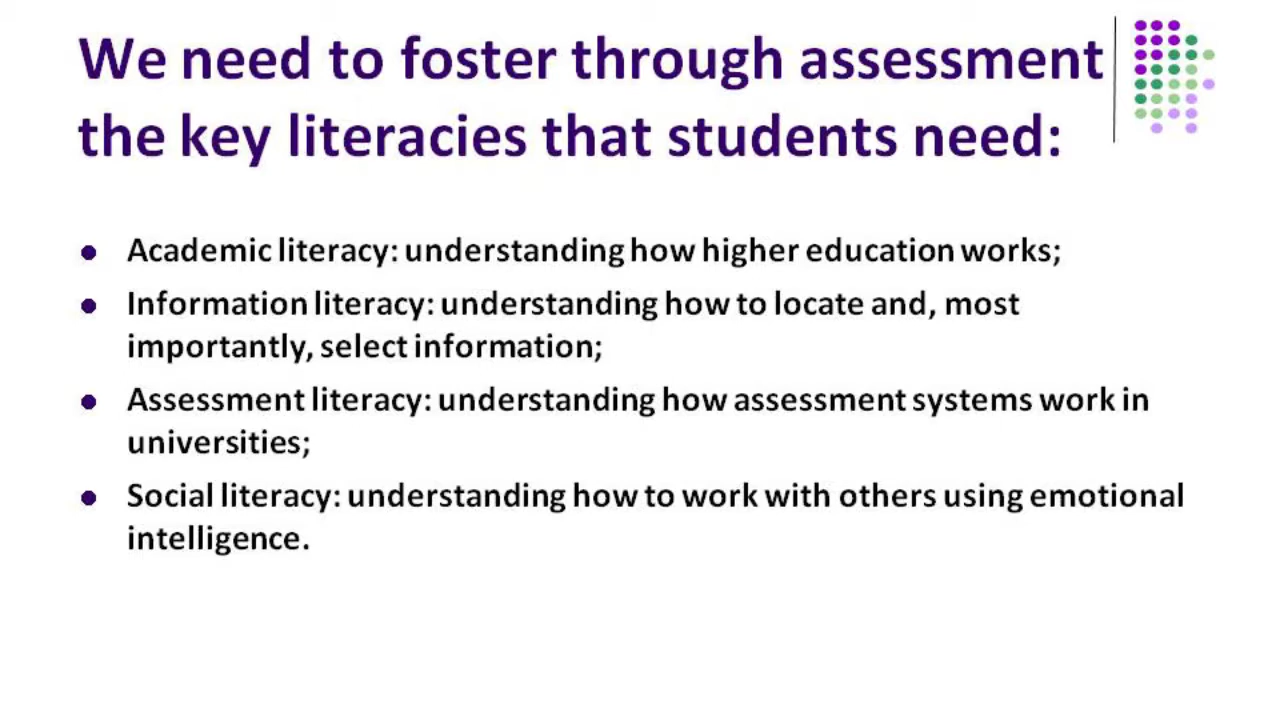 We need to foster through assessment
the key literacies that students need:
● Academic literacy: understanding how higher education works;
● Information literacy: understanding how to locate and, most
importantly, select information;
● Assessment literacy: understanding how assessment systems work in
universities;
● Social literacy: understanding how to work with others using emotional
intelligence.